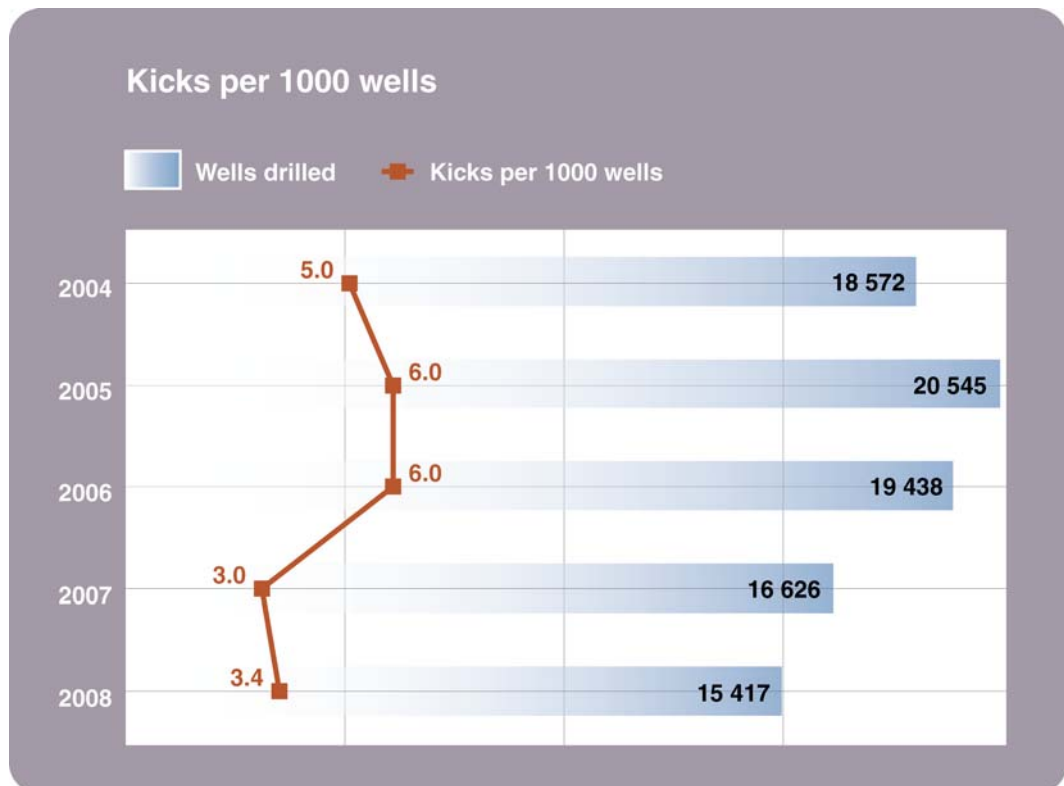 Kicks per 1000 wells
Wells drilled Kicks per 1000 wells
2004 5.0 18 572
2005 6.0 20 545
2006 6.0 19 438
2007 3.0 16 626
2008 3.4 15 417